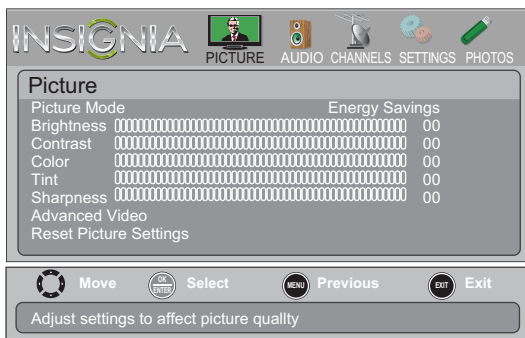 INSIGNIA
PICTURE AUDIO CHANNELS SETTINGS PHOTOS
Picture
Picture Mode Energy Savings
Brightness 00
Contrast 00
Color 00
Tint 00
Sharpness 00
Advanced Video
Reset Picture Settings
Move OK ENTER Select MENU Previous EXIT Exit
Adjust settings to affect picture quallty